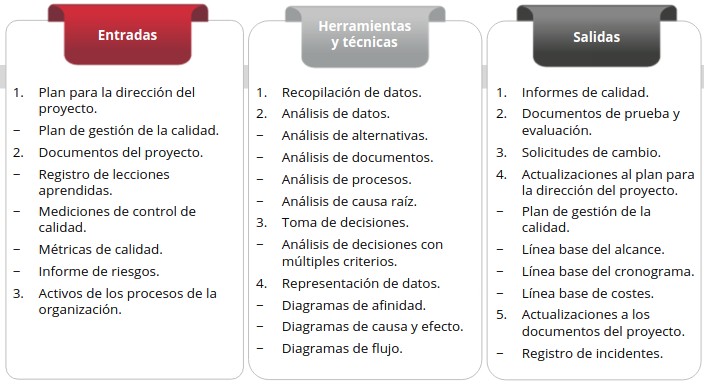 Entradas
1. Plan para la dirección del
proyecto.
– Plan de gestión de la calidad.
2. Documentos del proyecto.
– Registro de lecciones
aprendidas.
– Mediciones de control de
calidad.
– Métricas de calidad.
– Informe de riesgos.
3. Activos de los procesos de la
organización.
Herramientas
y técnicas
1. Recopilación de datos.
2. Análisis de datos.
– Análisis de alternativas.
– Análisis de documentos.
– Análisis de procesos.
– Análisis de causa raíz.
3. Toma de decisiones.
– Análisis de decisiones con
múltiples criterios.
4. Representación de datos.
– Diagramas de afinidad.
– Diagramas de causa y efecto.
– Diagramas de flujo.
Salidas
1. Informes de calidad.
2. Documentos de prueba y
evaluación.
3. Solicitudes de cambio.
4. Actualizaciones al plan para
la dirección del proyecto.
– Plan de gestión de la
calidad.
– Línea base del alcance.
– Línea base del cronograma.
– Línea base de costes.
5. Actualizaciones a los
documentos del proyecto.
– Registro de incidentes.